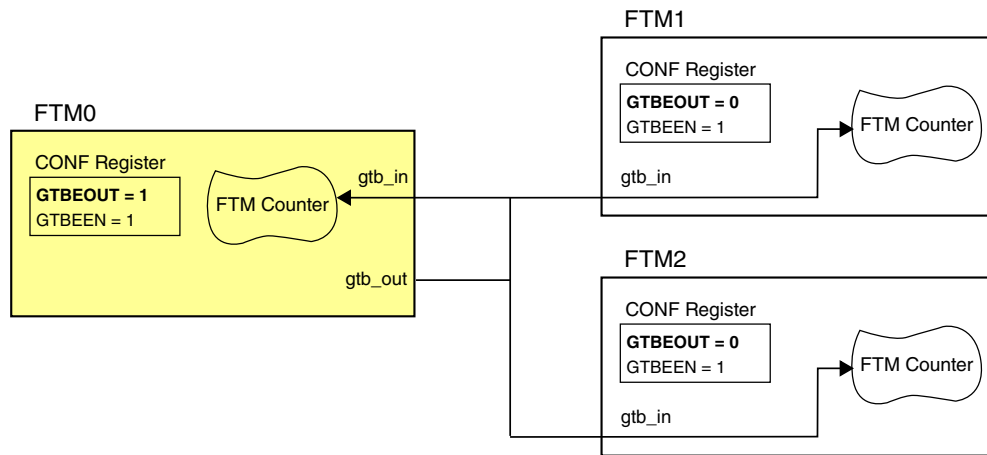 FTM0
CONF Register
GTBEOUT = 1
GTBEEN = 1
FTM Counter
gtb_in
gtb_out
FTM1
CONF Register
GTBEOUT = 0
GTBEEN = 1
FTM Counter
gtb_in
FTM2
CONF Register
GTBEOUT = 0
GTBEEN = 1
FTM Counter
gtb_in